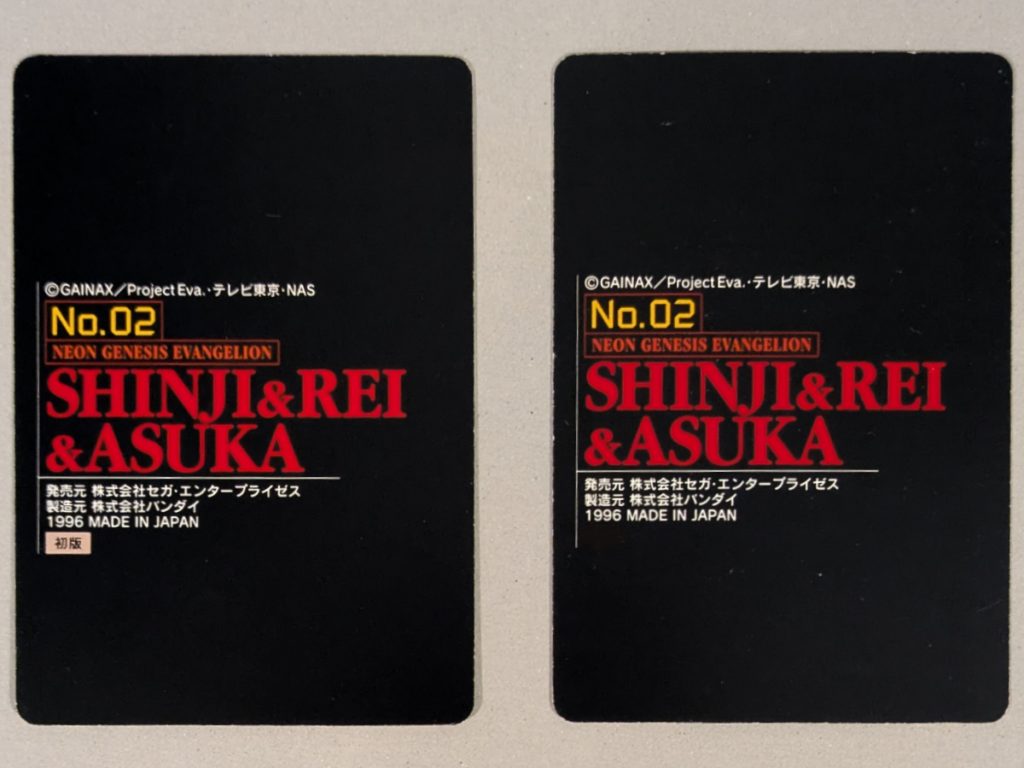 ©GAINAX／Project Eva.・テレビ東京・NAS
No.02
NEON GENESIS EVANGELION
SHINJI&REI
&ASUKA
発売元 株式会社セガ・エンタープライゼス
製造元 株式会社バンダイ
1996 MADE IN JAPAN
初版
©GAINAX／Project Eva.・テレビ東京・NAS
No.02
NEON GENESIS EVANGELION
SHINJI&REI
&ASUKA
発売元 株式会社セガ・エンタープライゼス
製造元 株式会社バンダイ
1996 MADE IN JAPAN